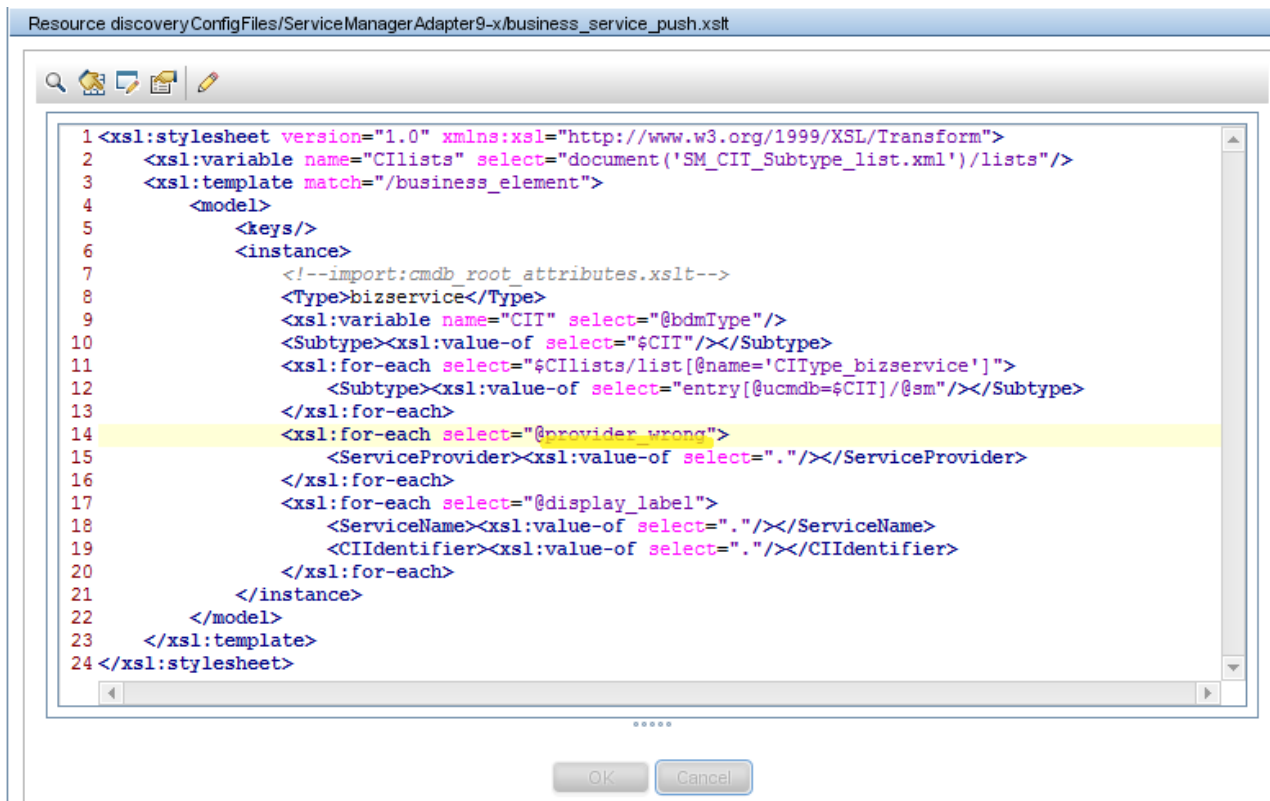 Resource discoveryConfigFiles/ServiceManagerAdapter9-x/business_service_push.xslt
1 <xsl:stylesheet version="1.0" xmlns:xsl="http://www.w3.org/1999/XSL/Transform">
2 <xsl:variable name="CIlists" select="document('SM_CIT_Subtype_list.xml')/lists"/>
3 <xsl:template match="/business_element">
4 <model>
5 <keys/>
6 <instance>
7 <!--import:cmdb_root_attributes.xslt-->
8 <Type>bizservice</Type>
9 <xsl:variable name="CIT" select="@bdmType"/>
10 <Subtype><xsl:value-of select="$CIT"/></Subtype>
11 <xsl:for-each select="$CIlists/list[@name='CIType_bizservice']">
12 <Subtype><xsl:value-of select="entry[@ucmdb=$CIT]/@sm"/></Subtype>
13 </xsl:for-each>
14 <xsl:for-each select="@provider_wrong">
15 <ServiceProvider><xsl:value-of select="."/></ServiceProvider>
16 </xsl:for-each>
17 <xsl:for-each select="@display_label">
18 <ServiceName><xsl:value-of select="."/></ServiceName>
19 <CIIdentifier><xsl:value-of select="."/></CIIdentifier>
20 </xsl:for-each>
21 </instance>
22 </model>
23 </xsl:template>
24 </xsl:stylesheet>
OK Cancel